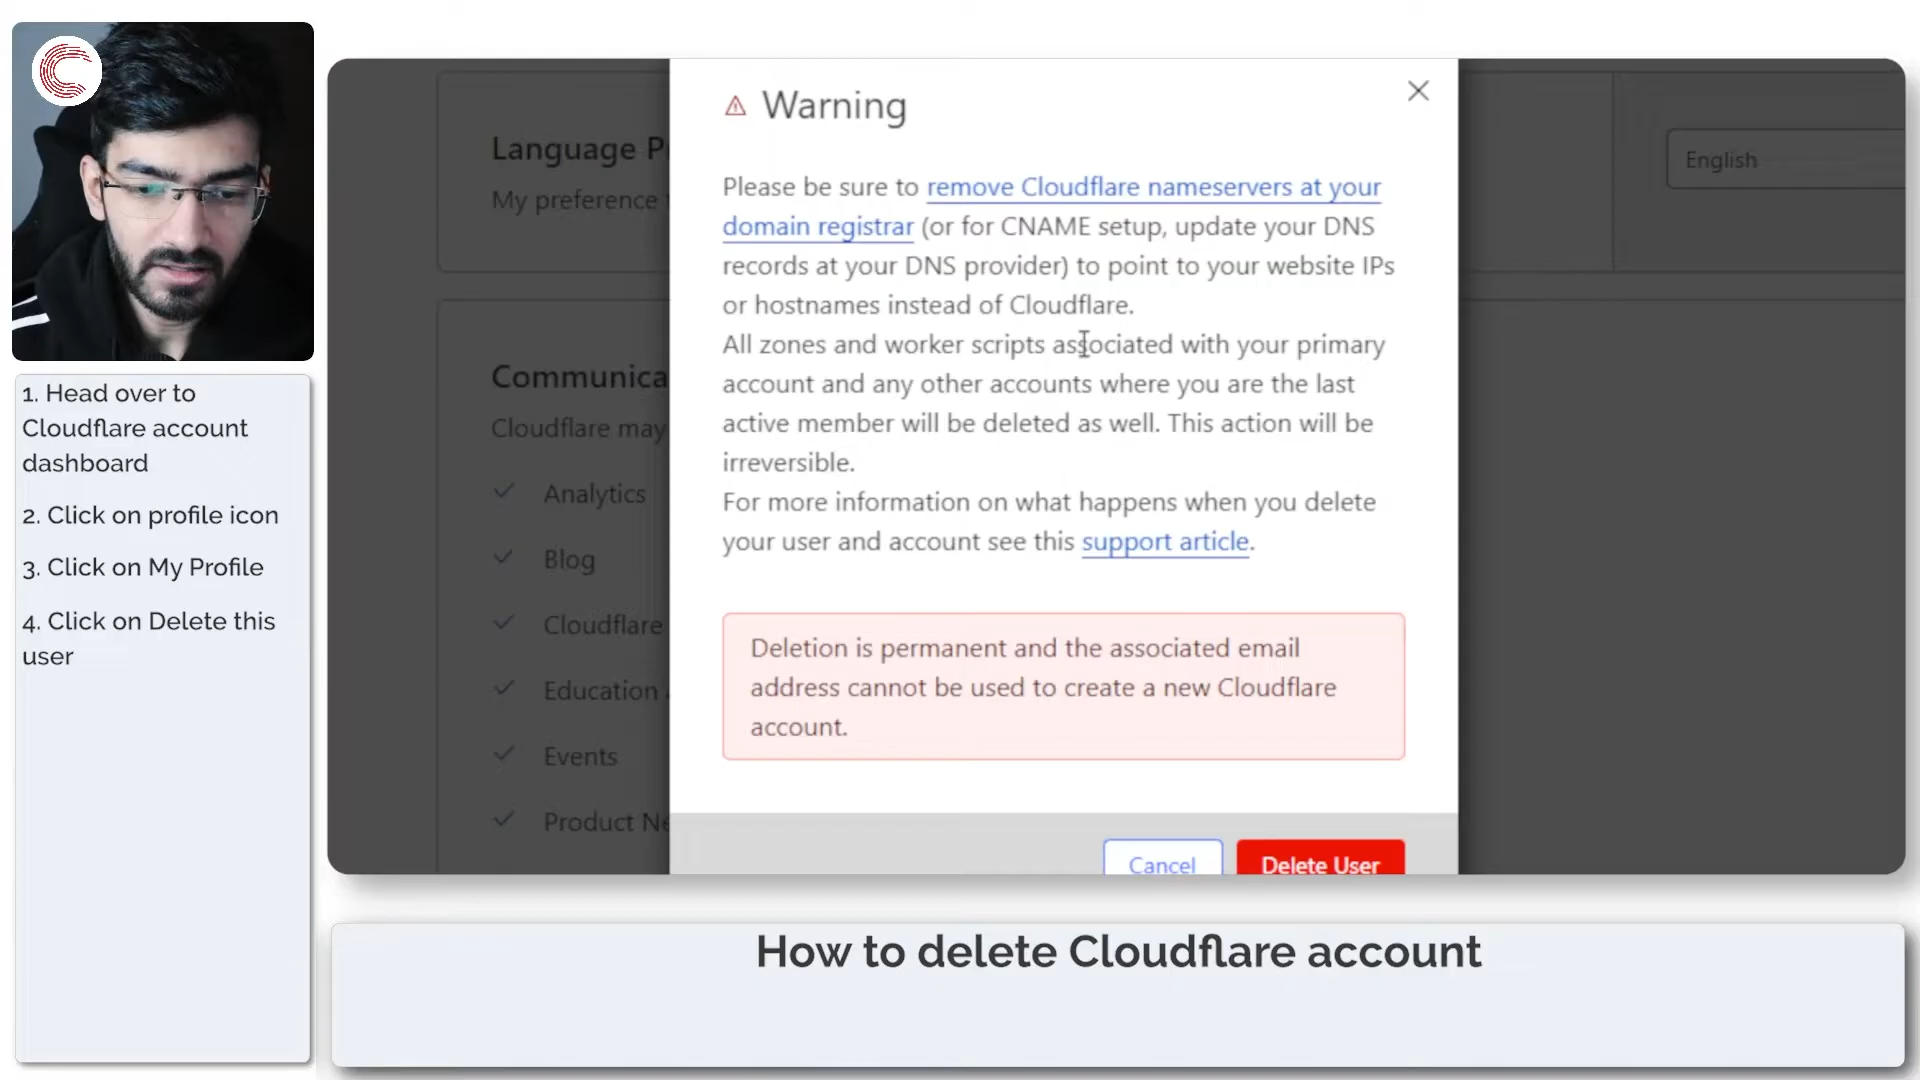 1. Head over to
Cloudflare account
dashboard
2. Click on profile icon
3. Click on My Profile
4. Click on Delete this
user
Language P
My preference
English
Communica
Cloudflare may
Analytics
Blog
Cloudflare
Education
Events
Product Ne
Warning
Please be sure to remove Cloudflare nameservers at your
domain registrar (or for CNAME setup, update your DNS
records at your DNS provider) to point to your website IPs
or hostnames instead of Cloudflare.
All zones and worker scripts associated with your primary
account and any other accounts where you are the last
active member will be deleted as well. This action will be
irreversible.
For more information on what happens when you delete
your user and account see this support article.
Deletion is permanent and the associated email
address cannot be used to create a new Cloudflare
account.
Cancel
Delete User
How to delete Cloudflare account